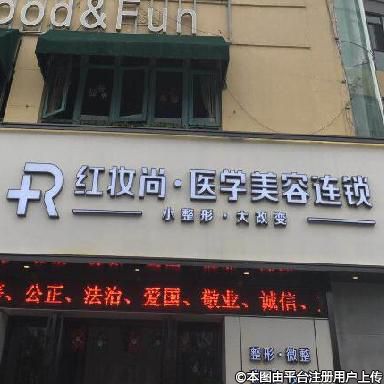 ood&Fun
+R 红妆尚·医学美容连锁
小整形·大改变
公正、法治、爱国、敬业、诚信、
整形·微整
©本图由平台注册用户上传